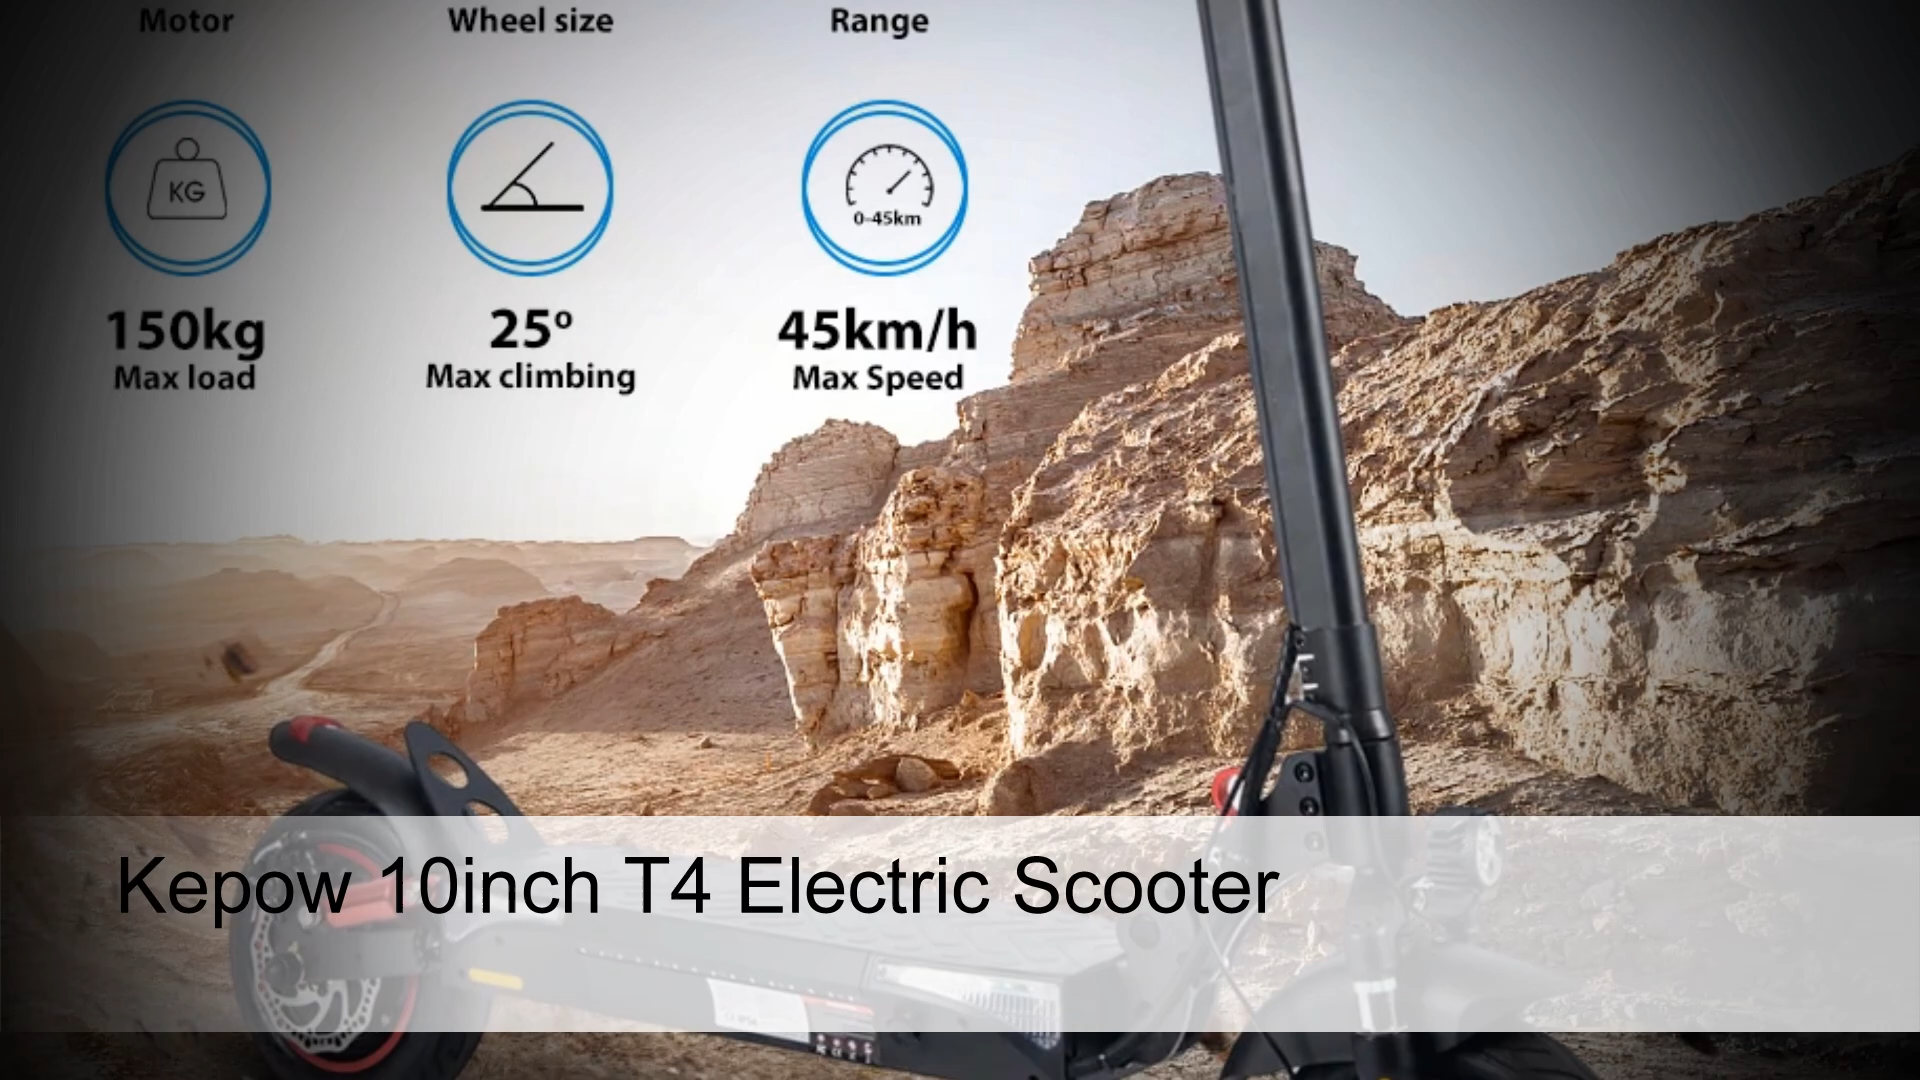 Motor Wheel size Range
KG
0-45km
150kg 25º 45km/h
Max load Max climbing Max Speed
Kepow 10inch T4 Electric Scooter